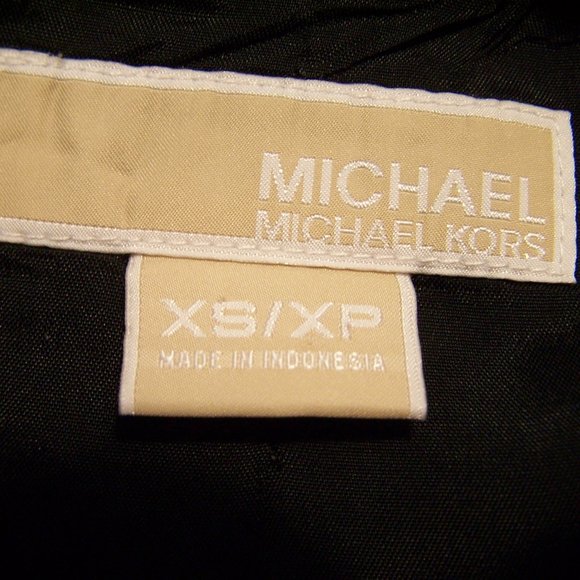 MICHAEL
MICHAEL KORS
XS/XP
MADE IN INDONESIA